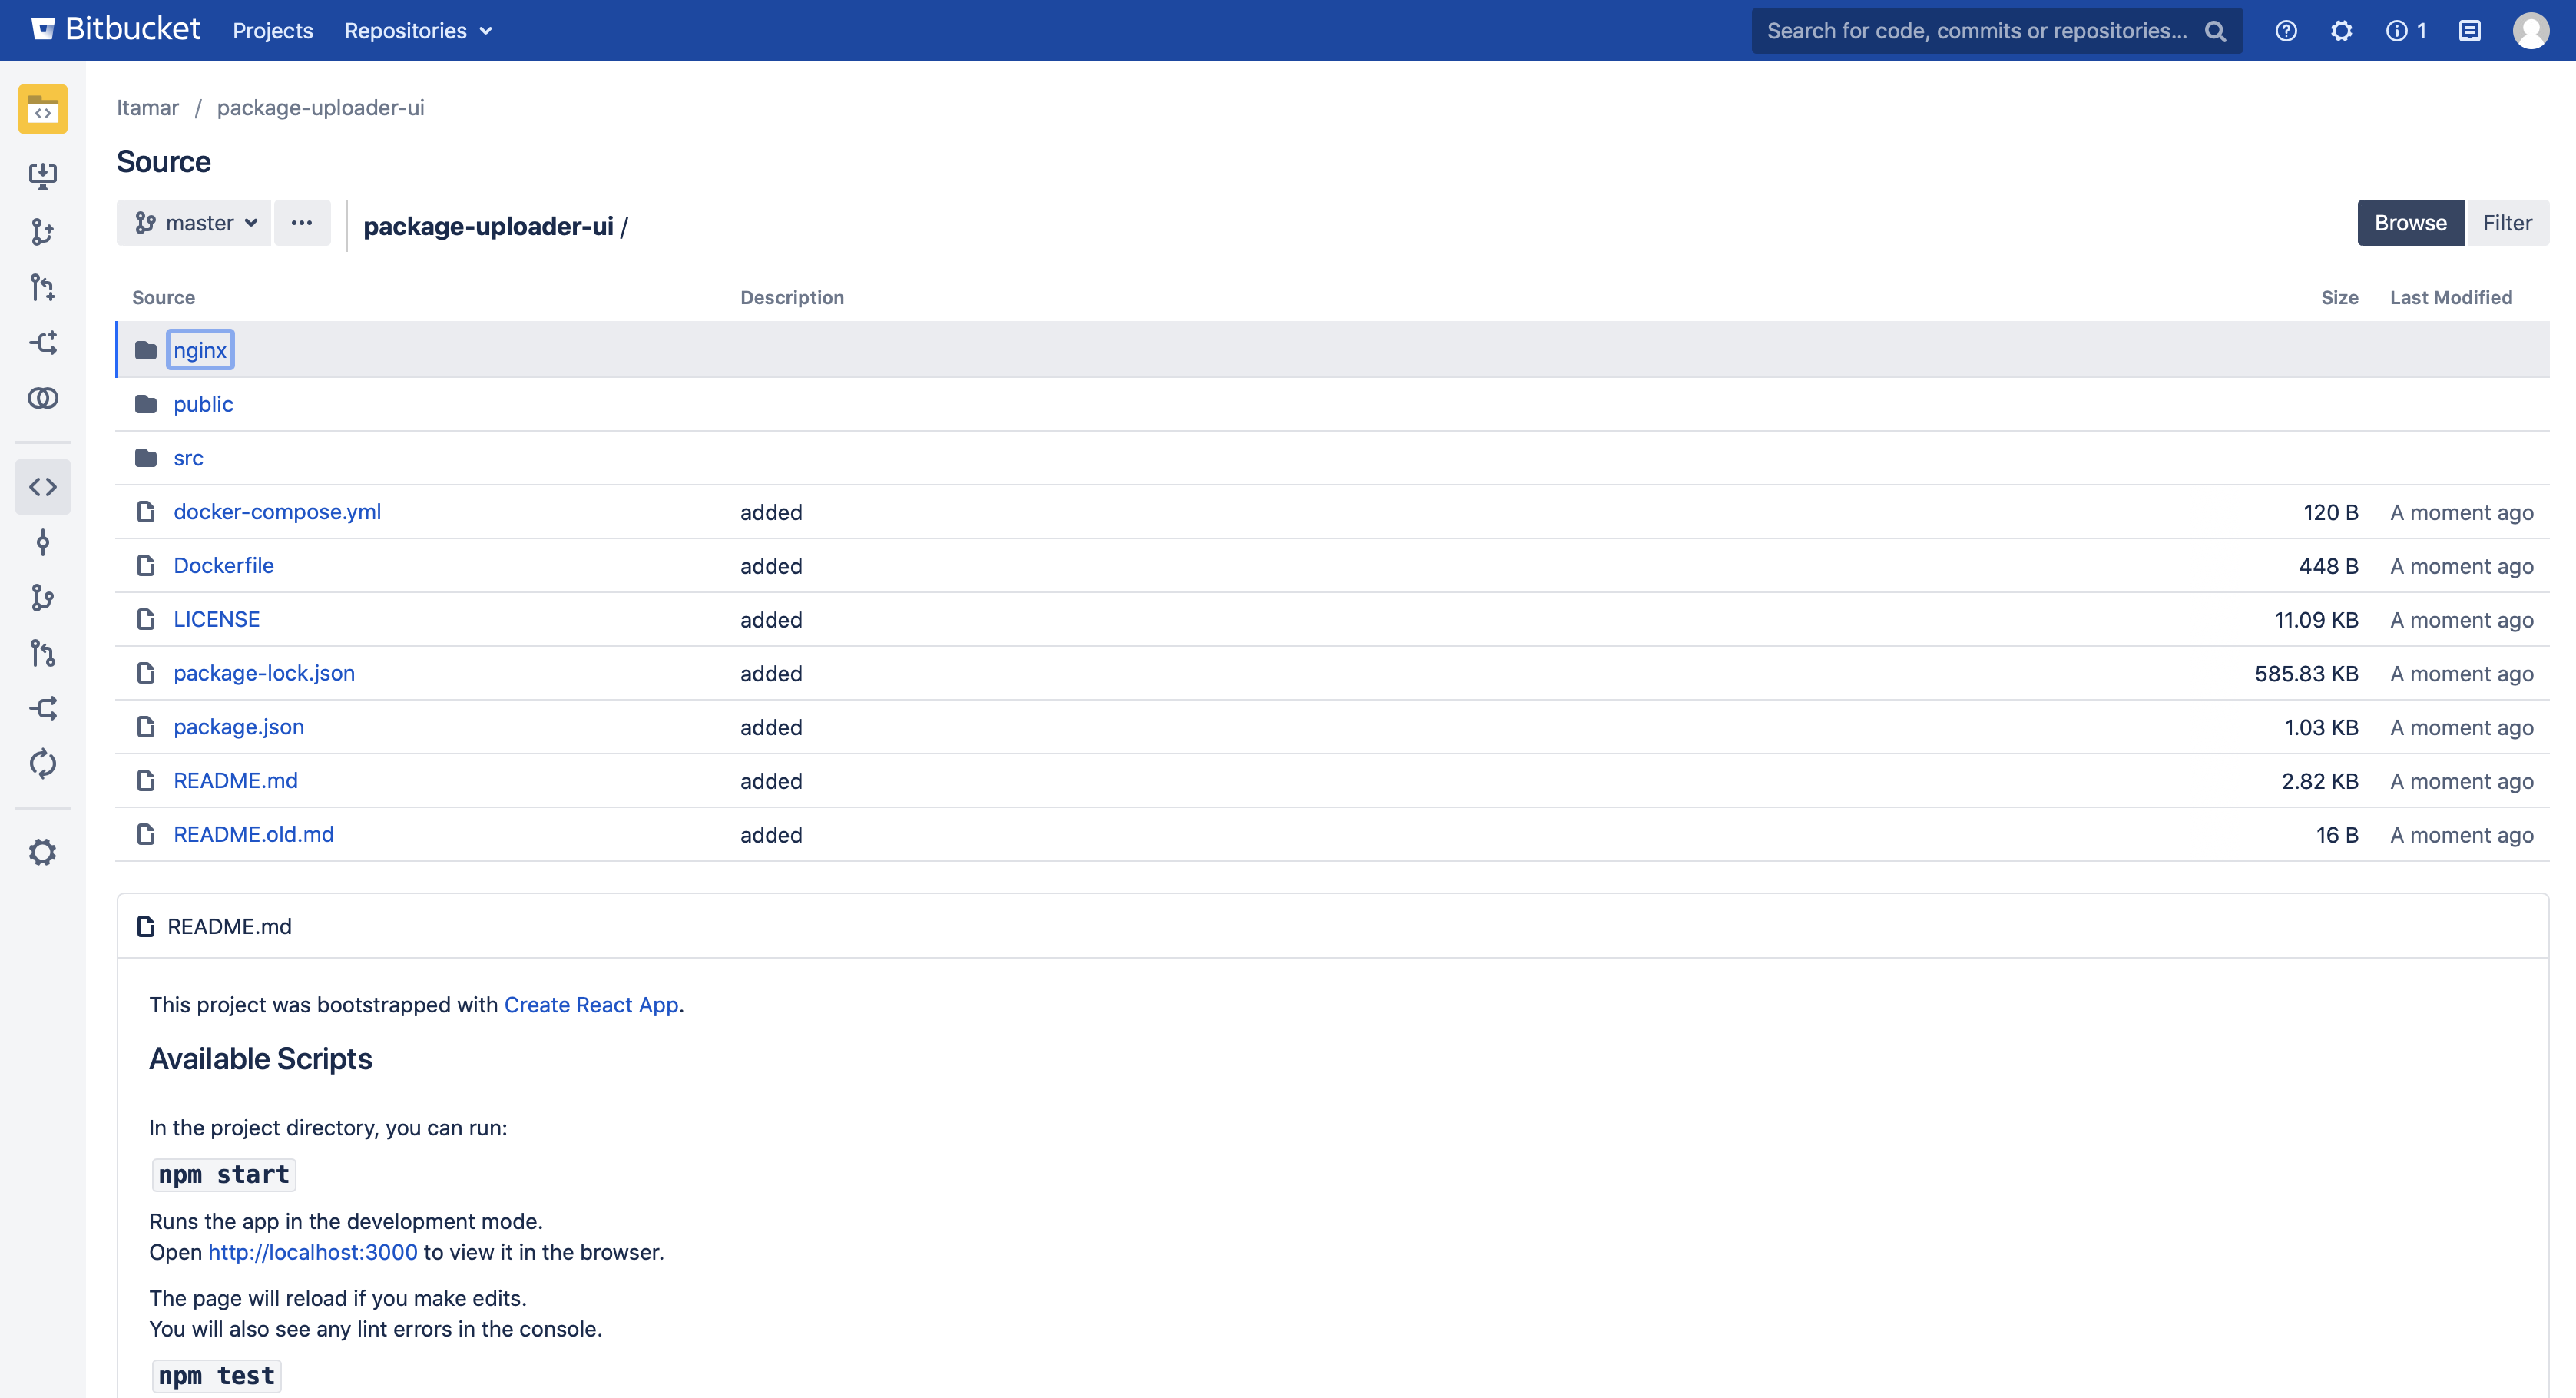 Bitbucket Projects Repositories Search for code, commits or repositories... 1
Itamar / package-uploader-ui
Source
master ··· package-uploader-ui / Browse Filter
Source Description Size Last Modified
nginx
public
src
docker-compose.yml added 120 B A moment ago
Dockerfile added 448 B A moment ago
LICENSE added 11.09 KB A moment ago
package-lock.json added 585.83 KB A moment ago
package.json added 1.03 KB A moment ago
README.md added 2.82 KB A moment ago
README.old.md added 16 B A moment ago
README.md
This project was bootstrapped with Create React App.
Available Scripts
In the project directory, you can run:
npm start
Runs the app in the development mode.
Open http://localhost:3000 to view it in the browser.
The page will reload if you make edits.
You will also see any lint errors in the console.
npm test